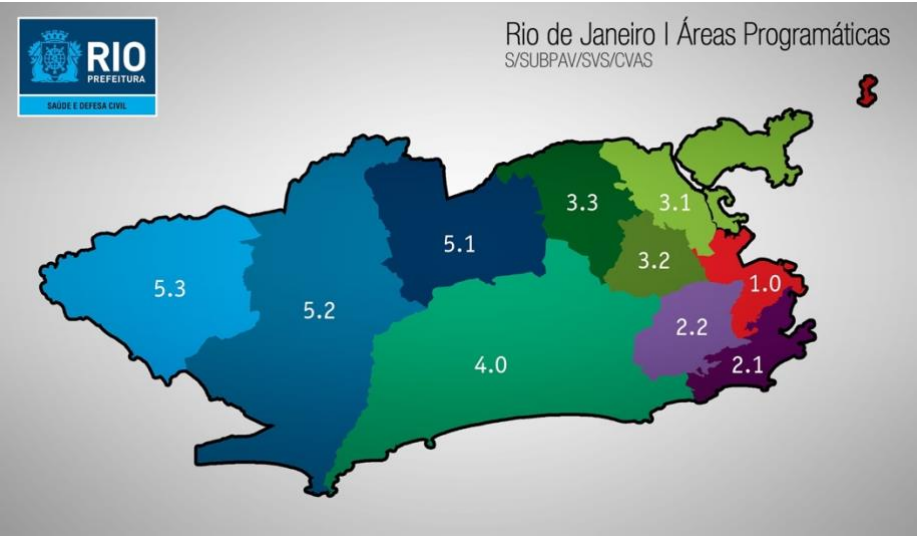 RIO
PREFEITURA
SAÚDE E DEFESA CIVIL
Rio de Janeiro | Áreas Programáticas
S/SUBPAV/SVS/CVAS
3.3
3.1
5.1
3.2
5.3
1.0
5.2
2.2
4.0
2.1